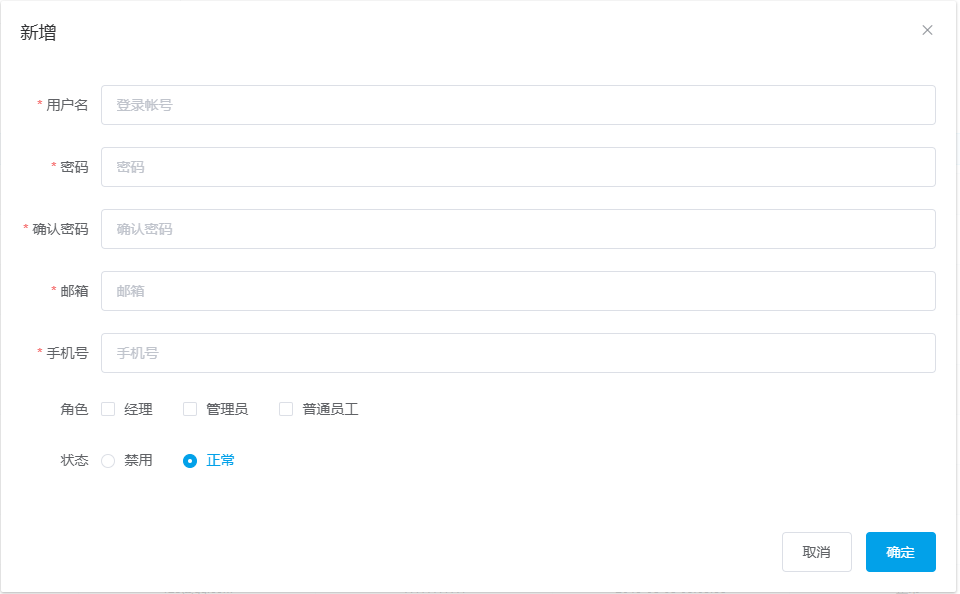 新增
* 用户名 登录帐号
* 密码 密码
* 确认密码 确认密码
* 邮箱 邮箱
* 手机号 手机号
角色 经理 管理员 普通员工
状态 禁用 正常
取消 确定